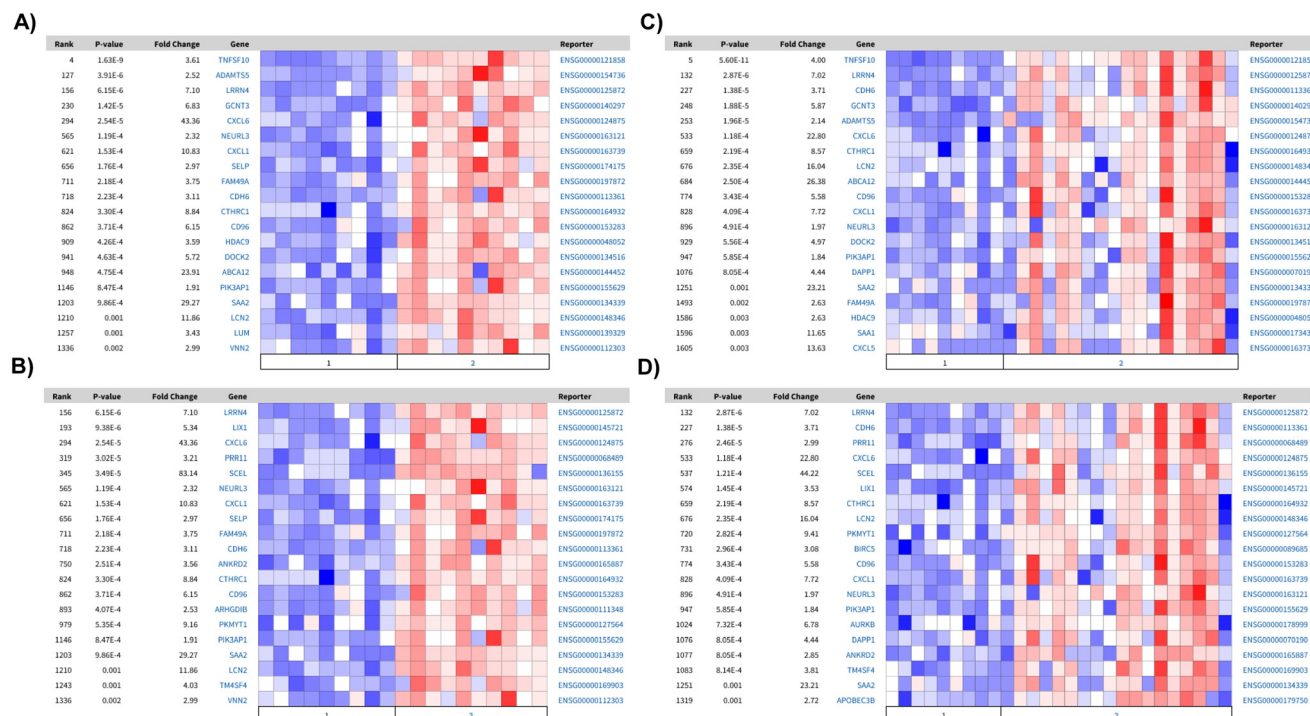 A)
Rank P-value Fold Change Gene Reporter
4 1.63E-9 3.61 TNFSF10 ENSG00000121858
127 3.91E-6 2.52 ADAMTS5 ENSG00000154736
156 6.15E-6 7.10 LRRN4 ENSG00000125872
230 1.42E-5 6.83 GCNT3 ENSG00000140297
294 2.54E-5 43.36 CXCL6 ENSG00000124875
565 1.19E-4 2.32 NEURL3 ENSG00000163121
621 1.53E-4 10.83 CXCL1 ENSG00000163739
656 1.76E-4 2.97 SELP ENSG00000174175
711 2.18E-4 3.75 FAM49A ENSG00000197872
718 2.23E-4 3.11 CDH6 ENSG00000113361
824 3.30E-4 8.84 CTHRC1 ENSG00000164932
862 3.71E-4 6.15 CD96 ENSG00000153283
909 4.26E-4 3.59 HDAC9 ENSG00000048052
941 4.63E-4 5.72 DOCK2 ENSG00000134516
948 4.75E-4 23.91 ABCA12 ENSG00000144452
1146 8.47E-4 1.91 PIK3AP1 ENSG00000155629
1203 9.86E-4 29.27 SAA2 ENSG00000134339
1210 0.001 11.86 LCN2 ENSG00000148346
1257 0.001 3.43 LUM ENSG00000139329
1336 0.002 2.99 VNN2 ENSG00000112303
1 2
B)
Rank P-value Fold Change Gene Reporter
156 6.15E-6 7.10 LRRN4 ENSG00000125872
193 9.38E-6 5.34 LIX1 ENSG00000145721
294 2.54E-5 43.36 CXCL6 ENSG00000124875
319 3.02E-5 3.21 PRR11 ENSG00000068489
345 3.49E-5 83.14 SCEL ENSG00000136155
565 1.19E-4 2.32 NEURL3 ENSG00000163121
621 1.53E-4 10.83 CXCL1 ENSG00000163739
656 1.76E-4 2.97 SELP ENSG00000174175
711 2.18E-4 3.75 FAM49A ENSG00000197872
718 2.23E-4 3.11 CDH6 ENSG00000113361
750 2.51E-4 3.56 ANKRD2 ENSG00000165887
824 3.30E-4 8.84 CTHRC1 ENSG00000164932
862 3.71E-4 6.15 CD96 ENSG00000153283
893 4.07E-4 2.53 ARHGDIB ENSG00000111348
979 5.35E-4 9.16 PKMYT1 ENSG00000127564
1146 8.47E-4 1.91 PIK3AP1 ENSG00000155629
1203 9.86E-4 29.27 SAA2 ENSG00000134339
1210 0.001 11.86 LCN2 ENSG00000148346
1243 0.001 4.03 TM4SF4 ENSG00000169903
1336 0.002 2.99 VNN2 ENSG00000112303
1 2
C)
Rank P-value Fold Change Gene Reporter
5 5.60E-11 4.00 TNFSF10 ENSG0000012185
132 2.87E-6 7.02 LRRN4 ENSG0000012587
227 1.38E-5 3.71 CDH6 ENSG0000011336
248 1.88E-5 5.87 GCNT3 ENSG0000014029
253 1.96E-5 2.14 ADAMTS5 ENSG0000015473
533 1.18E-4 22.80 CXCL6 ENSG0000012487
659 2.19E-4 8.57 CTHRC1 ENSG0000016493
676 2.35E-4 16.04 LCN2 ENSG0000014834
684 2.50E-4 26.38 ABCA12 ENSG0000014445
774 3.43E-4 5.58 CD96 ENSG0000015328
828 4.09E-4 7.72 CXCL1 ENSG0000016373
896 4.91E-4 1.97 NEURL3 ENSG0000016312
929 5.56E-4 4.97 DOCK2 ENSG0000013451
947 5.85E-4 1.84 PIK3AP1 ENSG0000015562
1076 8.05E-4 4.44 DAPP1 ENSG0000007019
1251 0.001 23.21 SAA2 ENSG0000013433
1493 0.002 2.63 FAM49A ENSG0000019787
1586 0.003 2.63 HDAC9 ENSG0000004805
1596 0.003 11.65 SAA1 ENSG0000017343
1605 0.003 13.63 CXCL5 ENSG0000016373
1 2
D)
Rank P-value Fold Change Gene Reporter
132 2.87E-6 7.02 LRRN4 ENSG00000125872
227 1.38E-5 3.71 CDH6 ENSG00000113361
276 2.46E-5 2.99 PRR11 ENSG00000068489
533 1.18E-4 22.80 CXCL6 ENSG00000124875
537 1.21E-4 44.22 SCEL ENSG00000136155
574 1.45E-4 3.53 LIX1 ENSG00000145721
659 2.19E-4 8.57 CTHRC1 ENSG00000164932
676 2.35E-4 16.04 LCN2 ENSG00000148346
720 2.82E-4 9.41 PKMYT1 ENSG00000127564
731 2.96E-4 3.08 BIRC5 ENSG00000089685
774 3.43E-4 5.58 CD96 ENSG00000153283
828 4.09E-4 7.72 CXCL1 ENSG00000163739
896 4.91E-4 1.97 NEURL3 ENSG00000163121
947 5.85E-4 1.84 PIK3AP1 ENSG00000155629
1024 7.32E-4 6.78 AURKB ENSG00000178999
1076 8.05E-4 4.44 DAPP1 ENSG00000070190
1077 8.05E-4 2.85 ANKRD2 ENSG00000165887
1083 8.14E-4 3.81 TM4SF4 ENSG00000169903
1251 0.001 23.21 SAA2 ENSG00000134339
1319 0.001 2.72 APOBEC3B ENSG00000179750
1 2